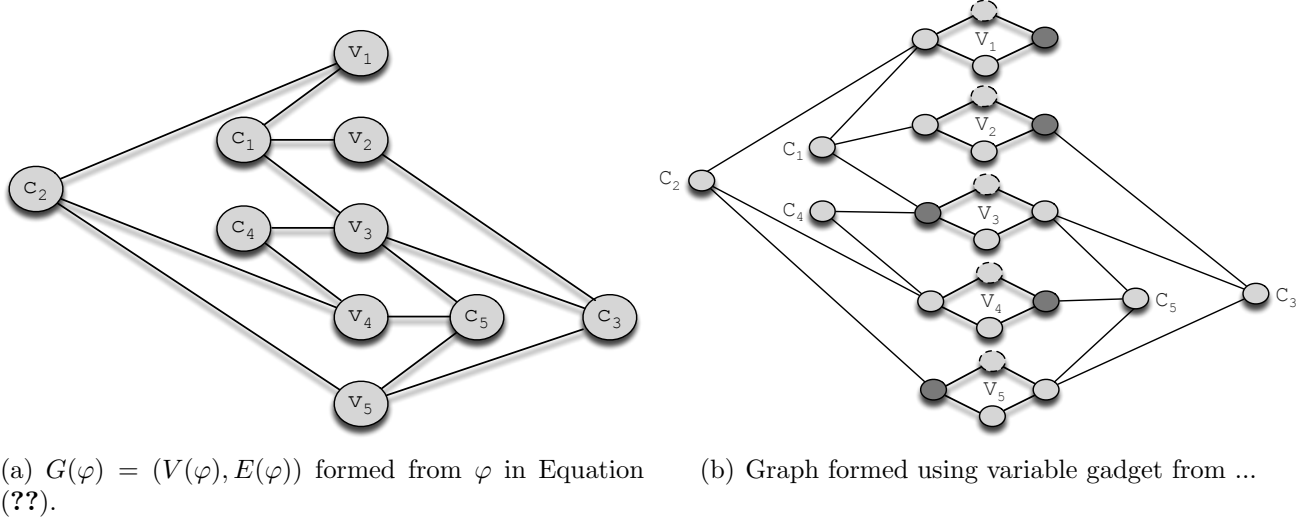 V1
C1
V2
C2
C4
V3
V4
C5
C3
V5
V1
V2
C1
C2
C4
V3
V4
C5
C3
V5
(a) G(φ) = (V(φ), E(φ)) formed from φ in Equation
(??).
(b) Graph formed using variable gadget from ...